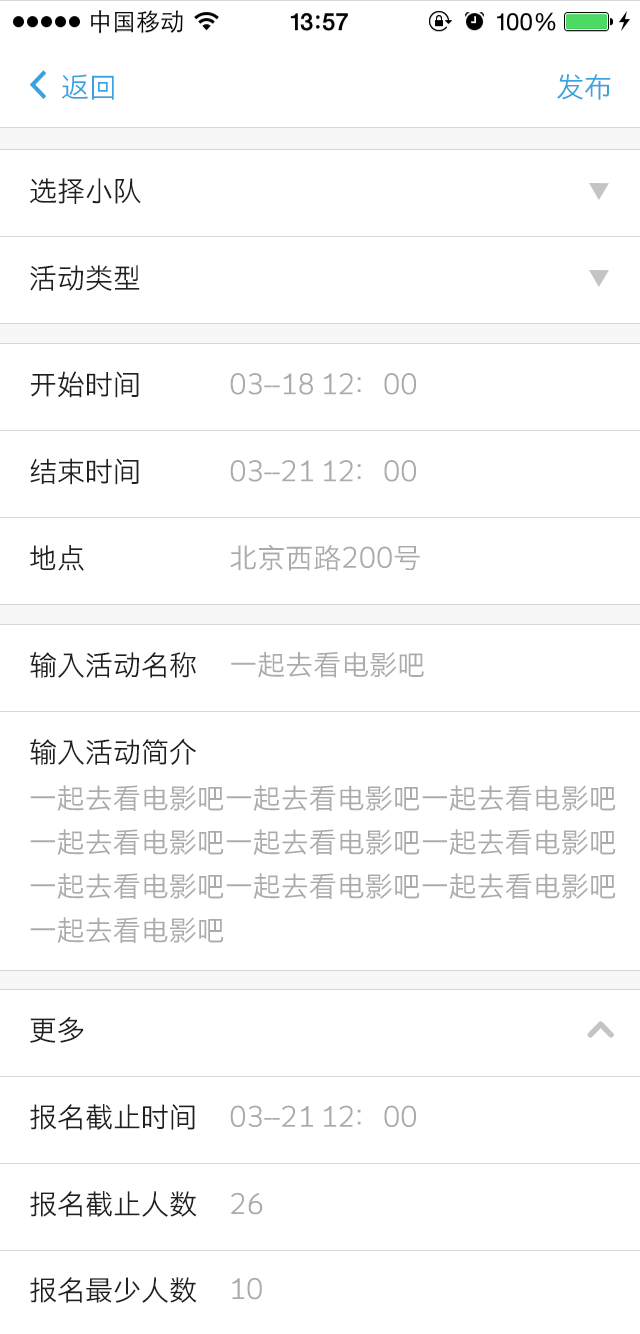 中国移动 13:57 100%
返回 发布
选择小队
活动类型
开始时间 03—18 12：00
结束时间 03—21 12：00
地点 北京西路200号
输入活动名称 一起去看电影吧
输入活动简介
一起去看电影吧一起去看电影吧一起去看电影吧
一起去看电影吧一起去看电影吧一起去看电影吧
一起去看电影吧一起去看电影吧一起去看电影吧
一起去看电影吧
更多
报名截止时间 03—21 12：00
报名截止人数 26
报名最少人数 10